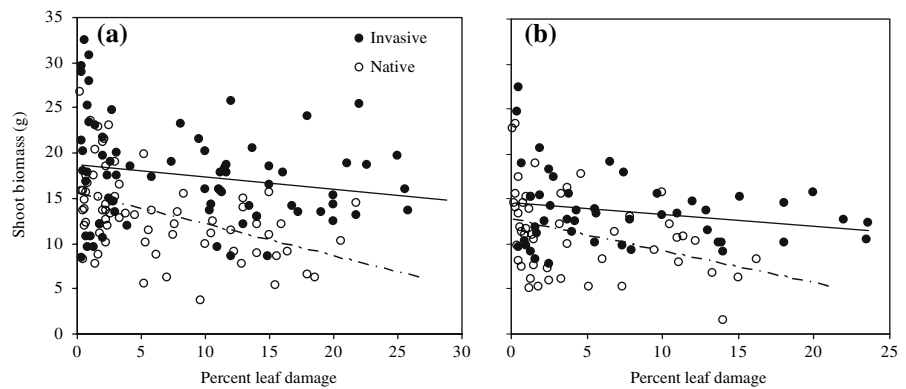 (a)
(b)
Invasive
Native
Shoot biomass (g)
35
30
25
20
15
10
5
0
0 5 10 15 20 25 30
0 5 10 15 20 25
Percent leaf damage
Percent leaf damage